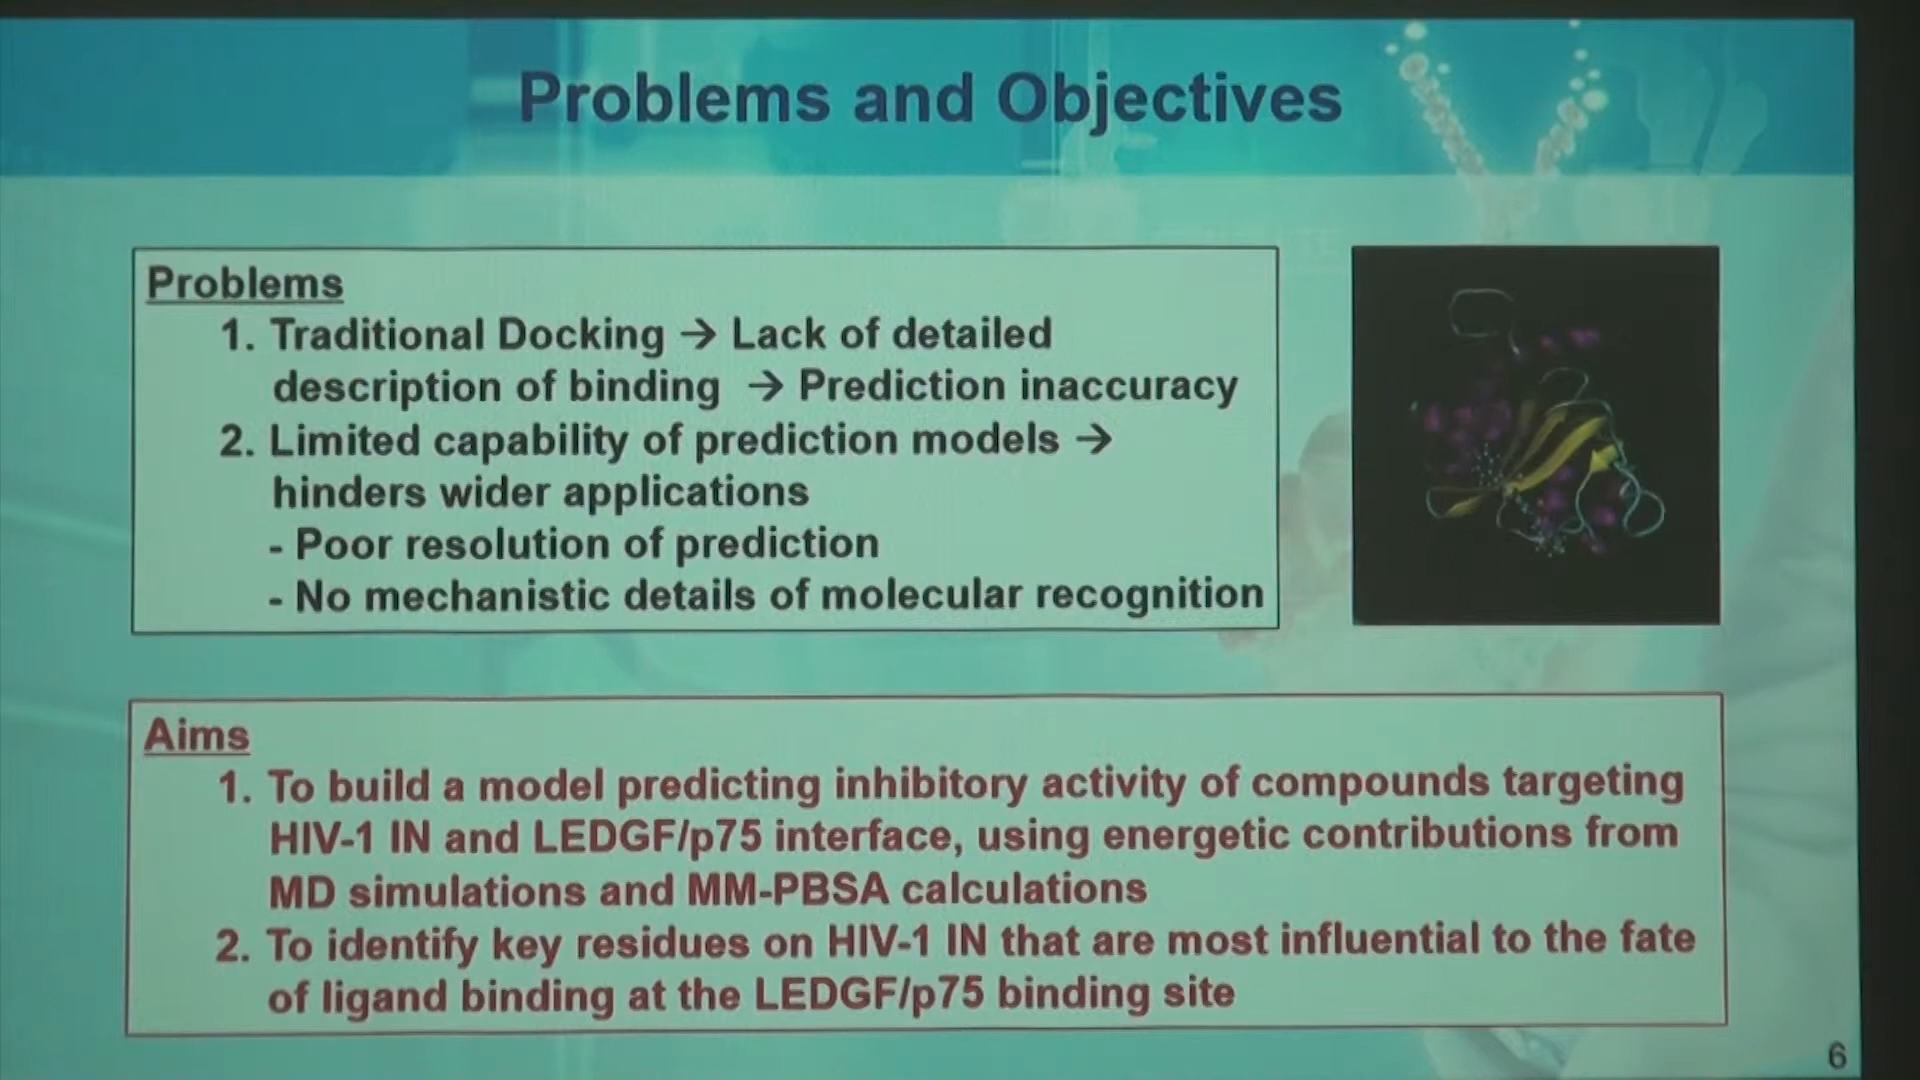 Problems and Objectives
Problems
1. Traditional Docking → Lack of detailed
description of binding → Prediction inaccuracy
2. Limited capability of prediction models →
hinders wider applications
- Poor resolution of prediction
- No mechanistic details of molecular recognition
Aims
1. To build a model predicting inhibitory activity of compounds targeting
HIV-1 IN and LEDGF/p75 interface, using energetic contributions from
MD simulations and MM-PBSA calculations
2. To identify key residues on HIV-1 IN that are most influential to the fate
of ligand binding at the LEDGF/p75 binding site
6